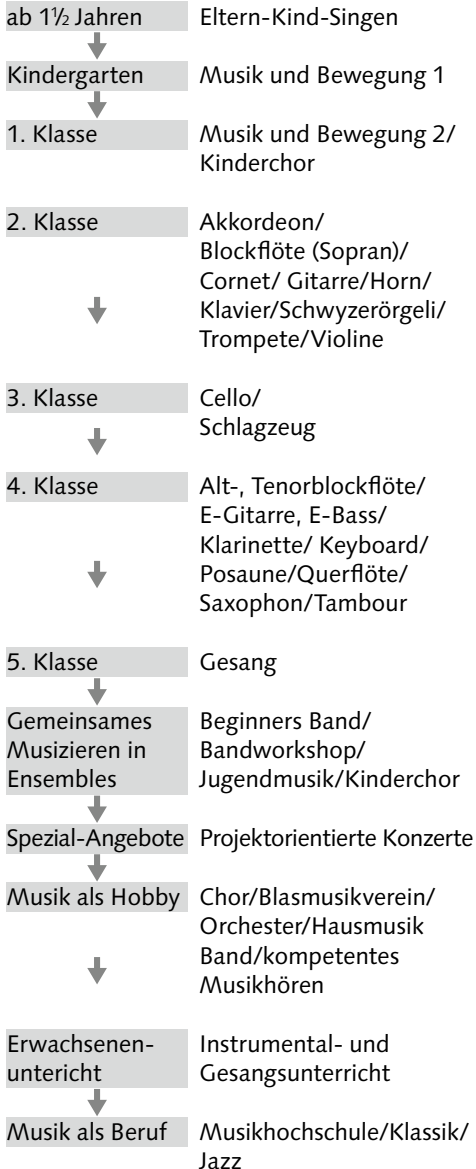 ab 1½ Jahren Eltern-Kind-Singen
Kindergarten Musik und Bewegung 1
1. Klasse Musik und Bewegung 2/
Kinderchor
2. Klasse Akkordeon/
Blockflöte (Sopran)/
Cornet/ Gitarre/Horn/
Klavier/Schwyzerörgeli/
Trompete/Violine
3. Klasse Cello/
Schlagzeug
4. Klasse Alt-, Tenorblockflöte/
E-Gitarre, E-Bass/
Klarinette/ Keyboard/
Posaune/Querflöte/
Saxophon/Tambour
5. Klasse Gesang
Gemeinsames Beginners Band/
Musizieren in Bandworkshop/
Ensembles Jugendmusik/Kinderchor
Spezial-Angebote Projektorientierte Konzerte
Musik als Hobby Chor/Blasmusikverein/
Orchester/Hausmusik
Band/kompetentes
Musikhören
Erwachsenen- Instrumental- und
unterricht Gesangsunterricht
Musik als Beruf Musikhochschule/Klassik/
Jazz